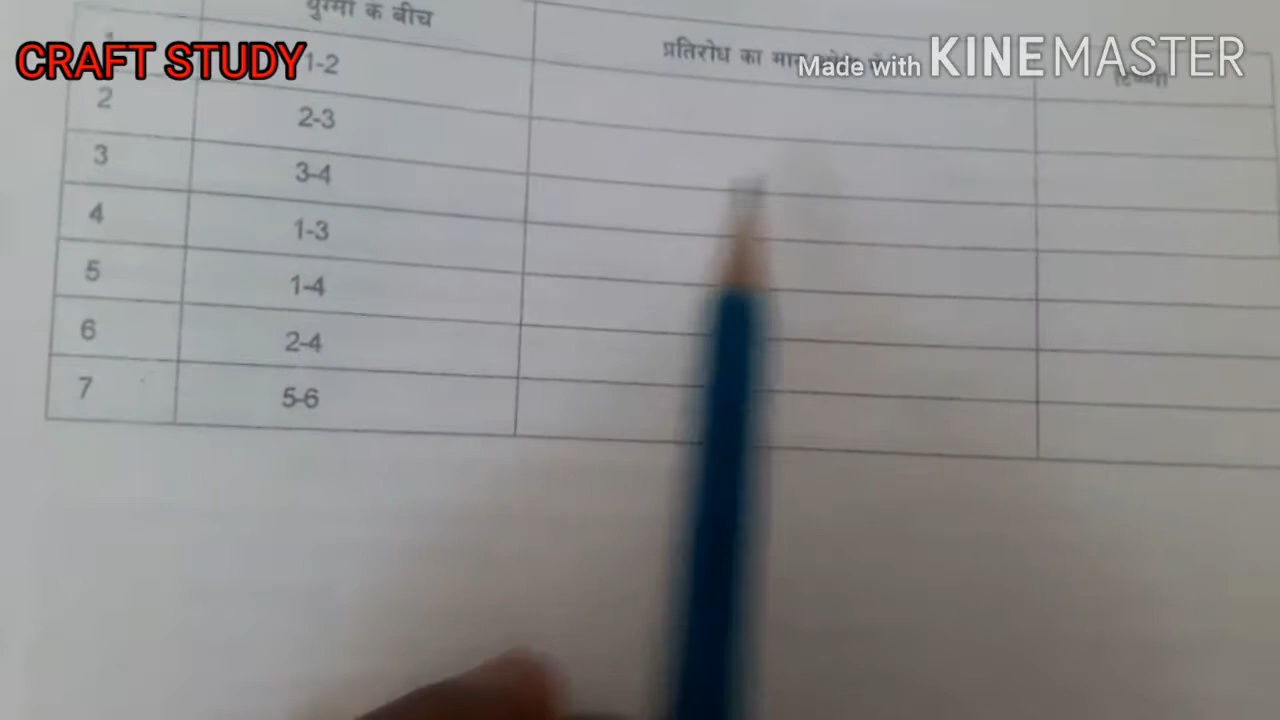 युग्मों के बीच
प्रतिरोध का मान
CRAFT STUDY
Made with KINEMASTER
1 1-2
2 2-3
3 3-4
4 1-3
5 1-4
6 2-4
7 5-6